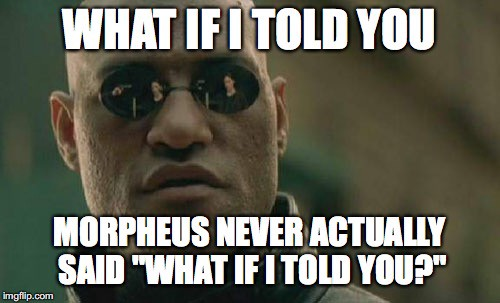 WHAT IF I TOLD YOU
MORPHEUS NEVER ACTUALLY
SAID "WHAT IF I TOLD YOU?"
imgflip.com